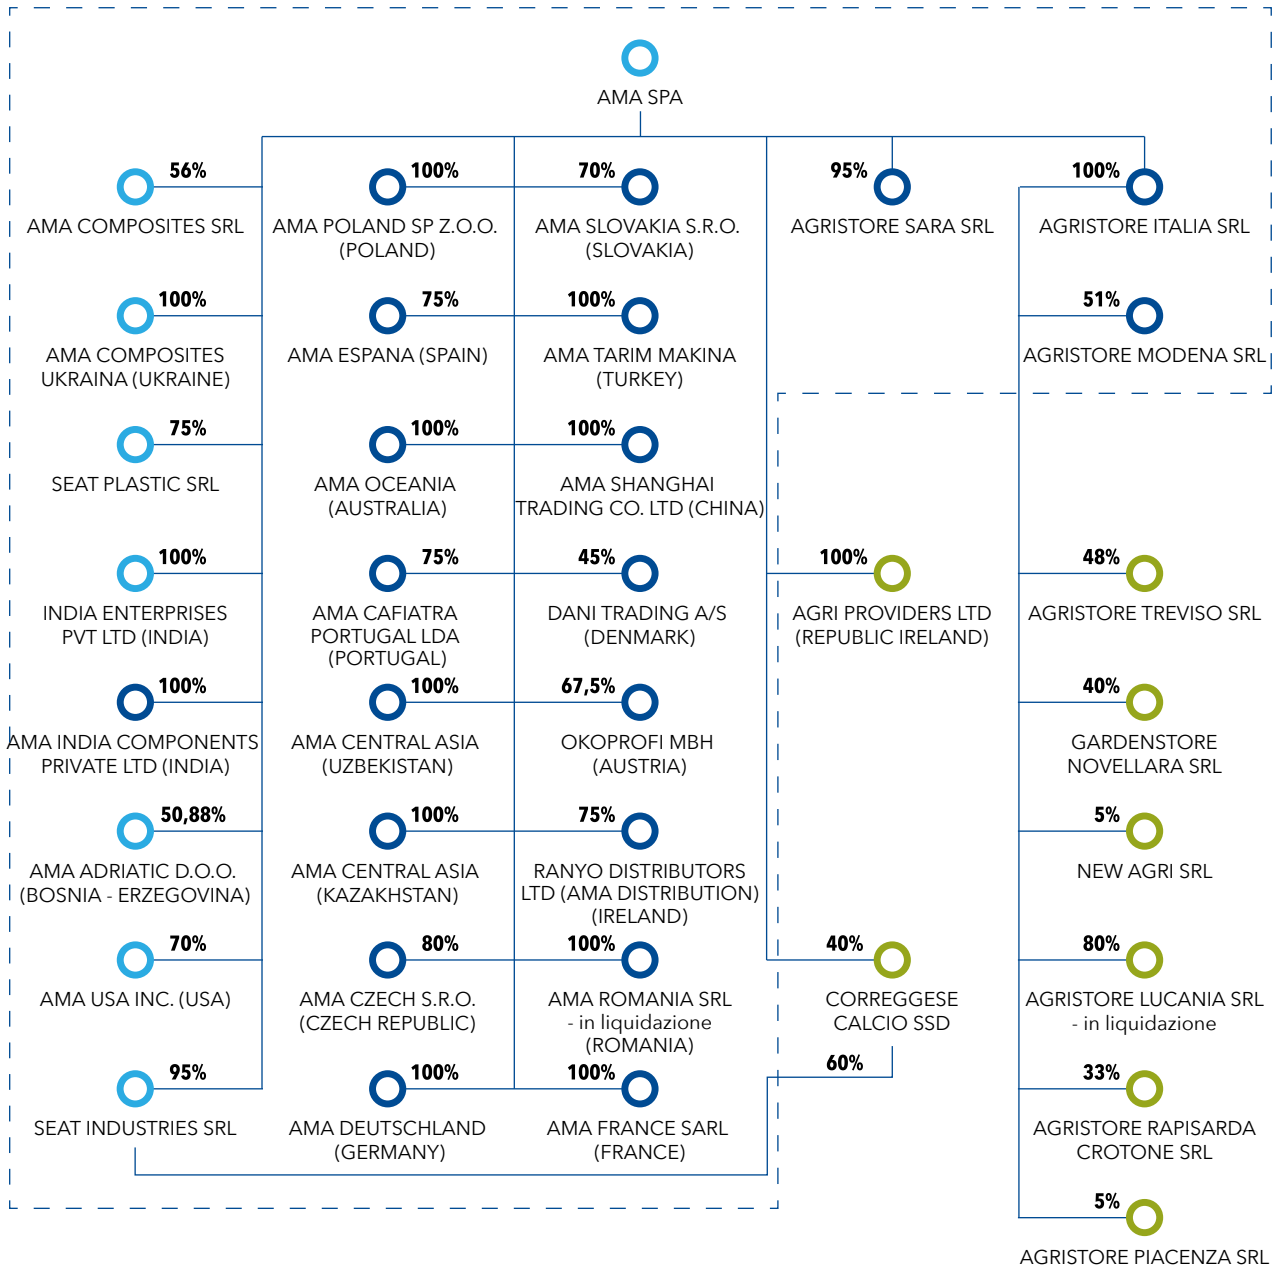 AMA SPA
56%
AMA COMPOSITES SRL
100%
AMA POLAND SP Z.O.O.
(POLAND)
70%
AMA SLOVAKIA S.R.O.
(SLOVAKIA)
95%
AGRISTORE SARA SRL
100%
AGRISTORE ITALIA SRL
100%
AMA COMPOSITES
UKRAINA (UKRAINE)
75%
AMA ESPANA (SPAIN)
100%
AMA TARIM MAKINA
(TURKEY)
51%
AGRISTORE MODENA SRL
75%
SEAT PLASTIC SRL
100%
AMA OCEANIA
(AUSTRALIA)
100%
AMA SHANGHAI
TRADING CO. LTD (CHINA)
100%
INDIA ENTERPRISES
PVT LTD (INDIA)
75%
AMA CAFIATRA
PORTUGAL LDA
(PORTUGAL)
45%
DANI TRADING A/S
(DENMARK)
100%
AGRI PROVIDERS LTD
(REPUBLIC IRELAND)
48%
AGRISTORE TREVISO SRL
100%
AMA INDIA COMPONENTS
PRIVATE LTD (INDIA)
100%
AMA CENTRAL ASIA
(UZBEKISTAN)
67,5%
OKOPROFI MBH
(AUSTRIA)
40%
GARDENSTORE
NOVELLARA SRL
50,88%
AMA ADRIATIC D.O.O.
(BOSNIA - ERZEGOVINA)
100%
AMA CENTRAL ASIA
(KAZAKHSTAN)
75%
RANYO DISTRIBUTORS
LTD (AMA DISTRIBUTION)
(IRELAND)
5%
NEW AGRI SRL
70%
AMA USA INC. (USA)
80%
AMA CZECH S.R.O.
(CZECH REPUBLIC)
100%
AMA ROMANIA SRL
- in liquidazione
(ROMANIA)
40%
CORREGGESE
CALCIO SSD
80%
AGRISTORE LUCANIA SRL
- in liquidazione
95%
SEAT INDUSTRIES SRL
100%
AMA DEUTSCHLAND
(GERMANY)
100%
AMA FRANCE SARL
(FRANCE)
60%
33%
AGRISTORE RAPISARDA
CROTONE SRL
5%
AGRISTORE PIACENZA SRL